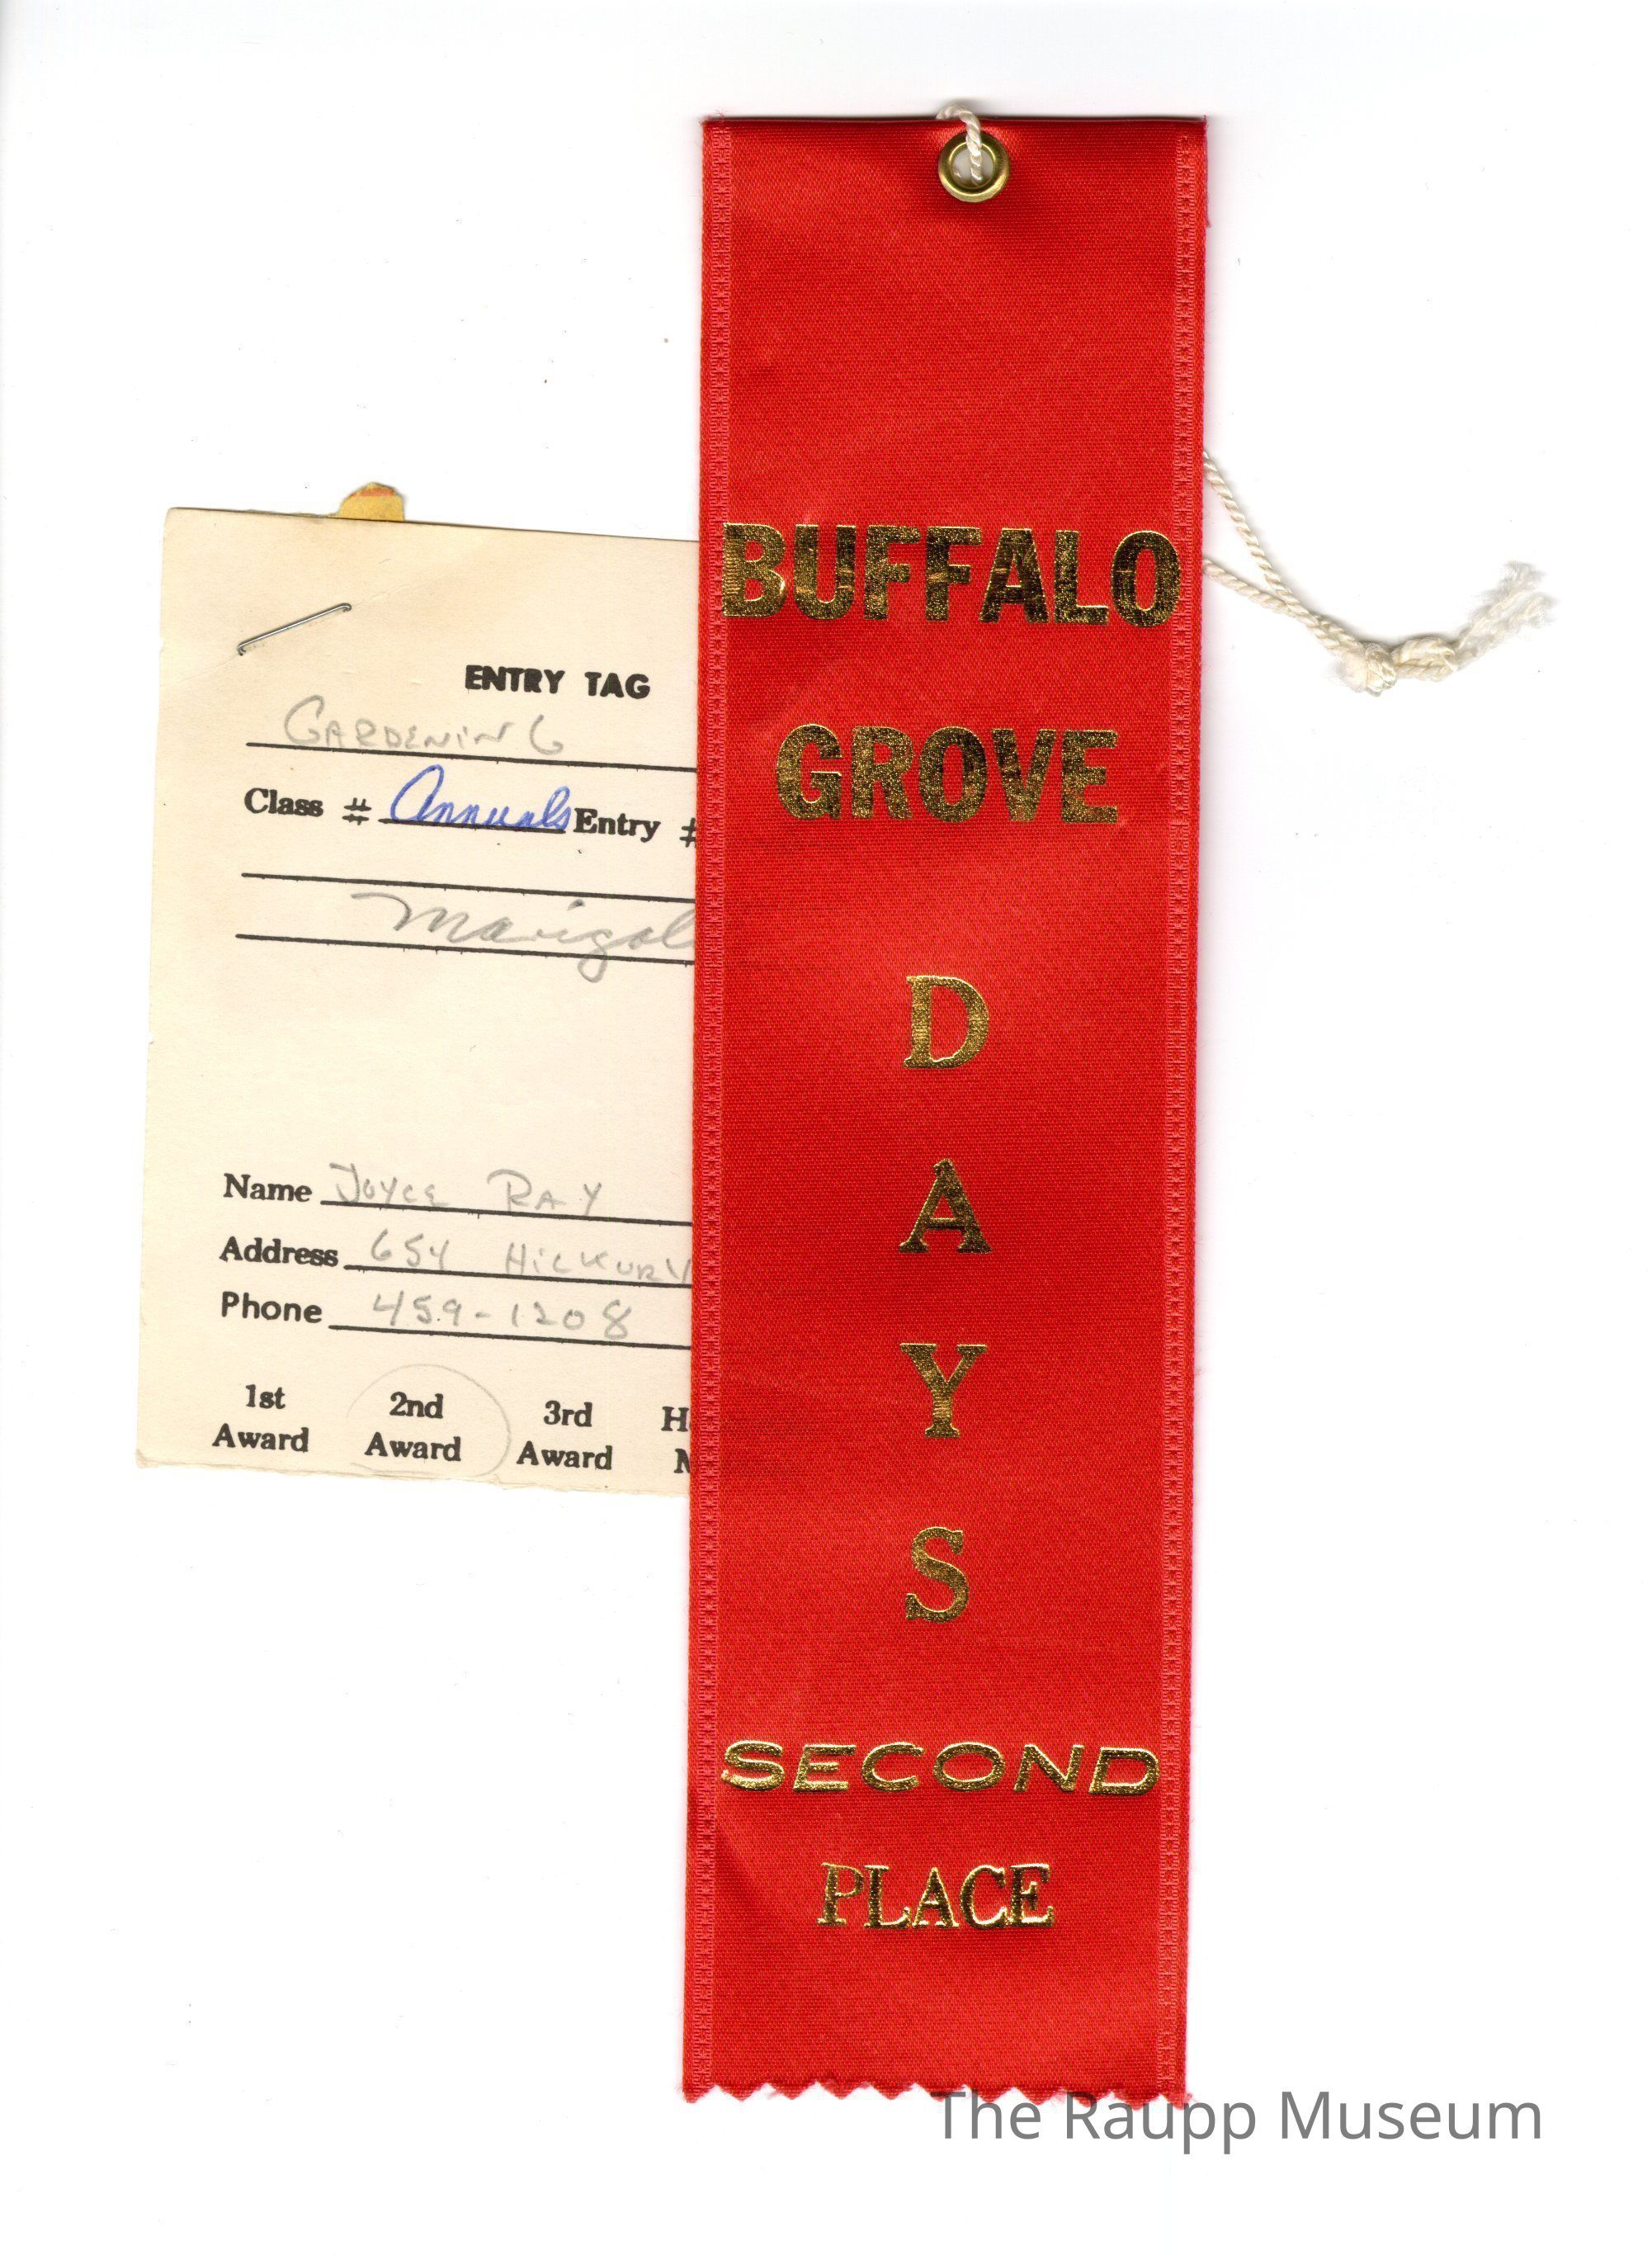 ENTRY TAG
GARDENING
Class # Annuals Entry #
Marigol
Name JOYCE RAY
Address 654 HICKORY
Phone 459-1208
1st Award
2nd Award
3rd Award
BUFFALO
GROVE
D
A
Y
S
SECOND
PLACE
The Raupp Museum